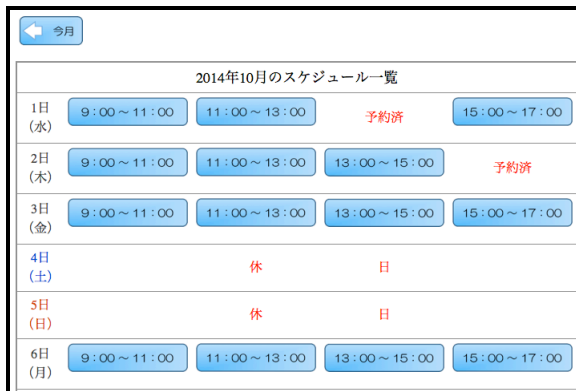 今月
2014年10月のスケジュール一覧
1日
(水)
9:00～11:00 11:00～13:00 予約済 15:00～17:00
2日
(木)
9:00～11:00 11:00～13:00 13:00～15:00 予約済
3日
(金)
9:00～11:00 11:00～13:00 13:00～15:00 15:00～17:00
4日
(土)
休 日
5日
(日)
休 日
6日
(月)
9:00～11:00 11:00～13:00 13:00～15:00 15:00～17:00